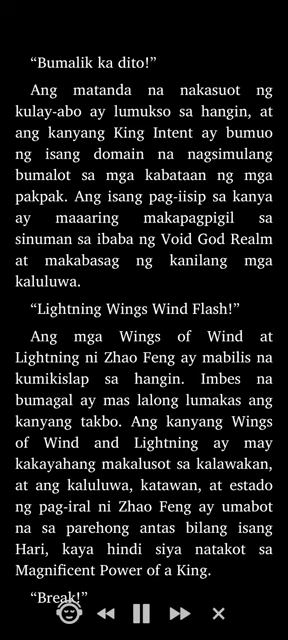 “Bumalik ka dito!”
Ang matanda na nakasuot ng
kulay-abo ay lumukso sa hangin, at
ang kanyang King Intent ay bumuo
ng isang domain na nagsimulang
bumalot sa mga kabataan ng mga
pakpak. Ang isang pag-iisip sa kanya
ay maaaring makapagpigil sa
sinuman sa ibaba ng Void God Realm
at makabasag ng kanilang mga
kaluluwa.
“Lightning Wings Wind Flash!”
Ang mga Wings of Wind at
Lightning ni Zhao Feng ay mabilis na
kumikislap sa hangin. Imbes na
bumagal ay mas lalong lumakas ang
kanyang takbo. Ang kanyang Wings
of Wind and Lightning ay may
kakayahang makalusot sa kalawakan,
at ang kaluluwa, katawan, at estado
ng pag-iral ni Zhao Feng ay umabot
na sa parehong antas bilang isang
Hari, kaya hindi siya natakot sa
Magnificent Power of a King.
“Break!”